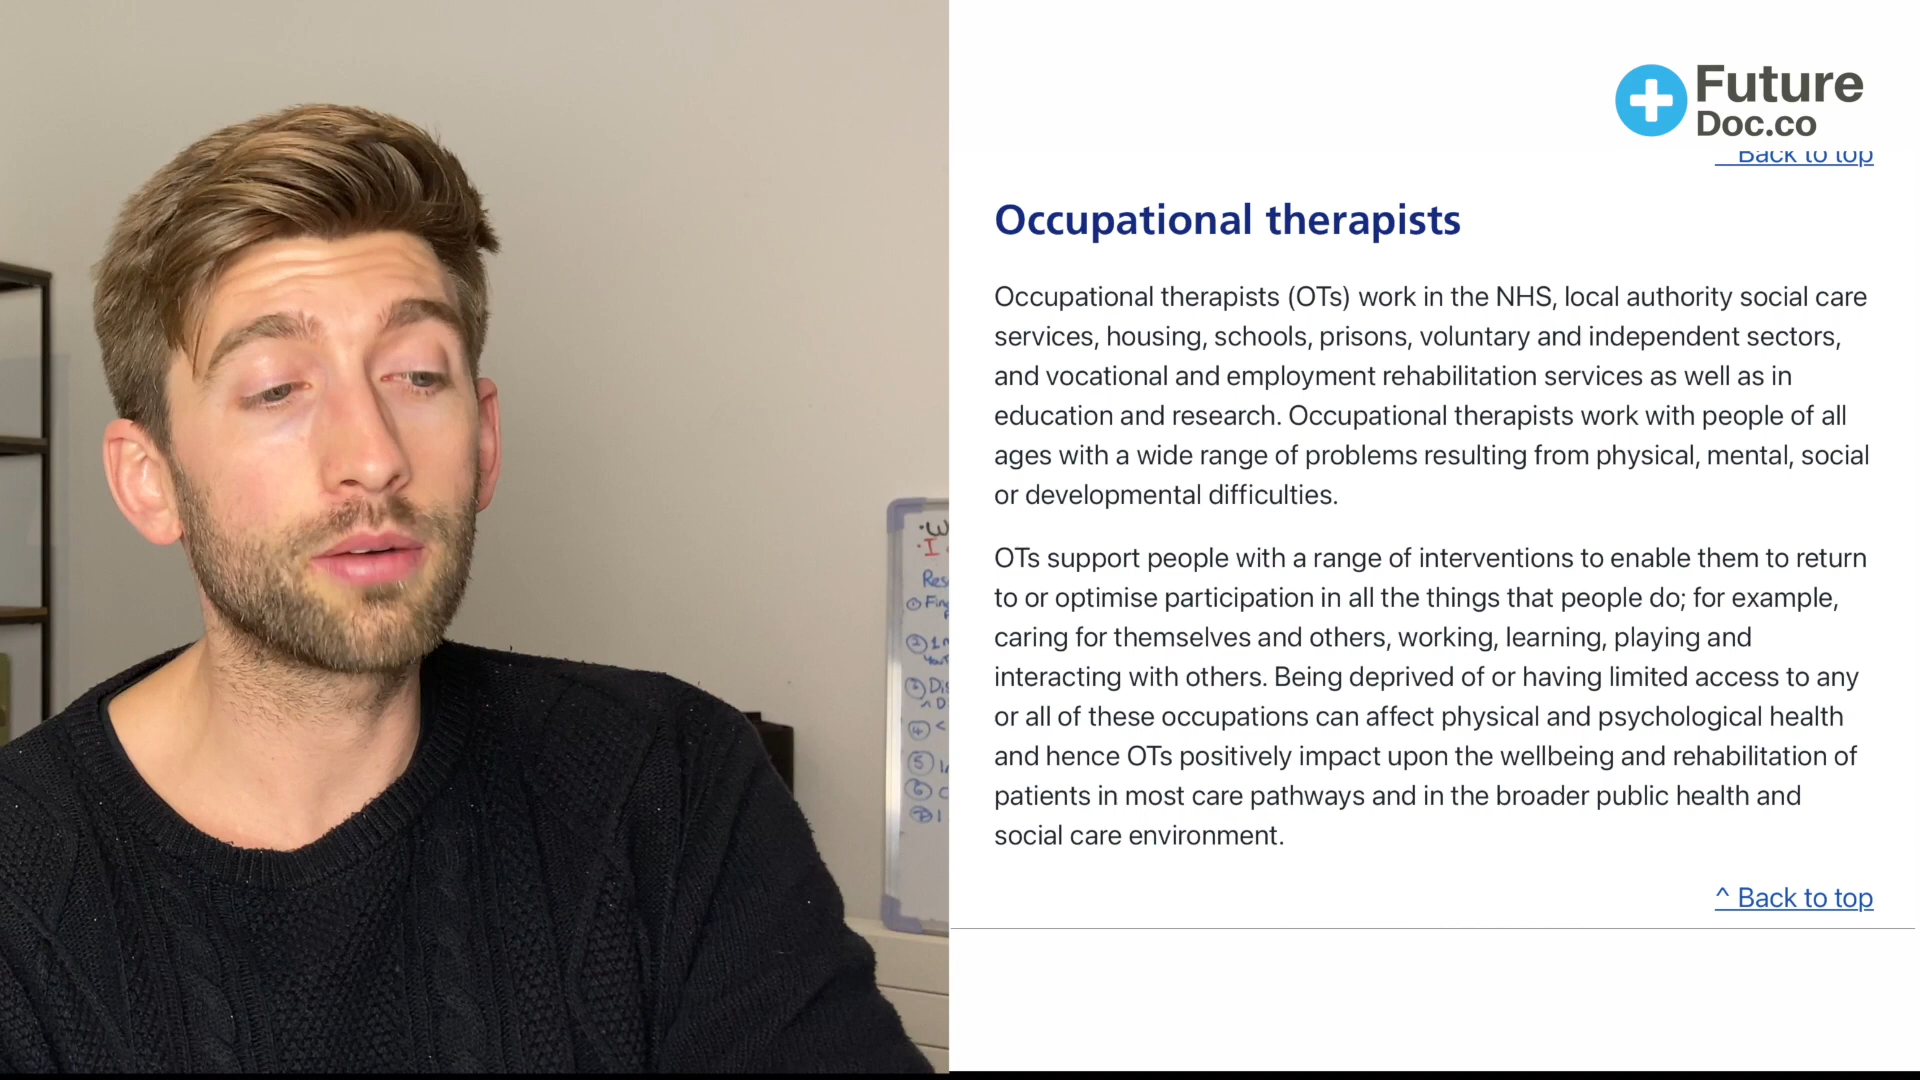 Future
Doc.co
Back to top
Occupational therapists
Occupational therapists (OTs) work in the NHS, local authority social care
services, housing, schools, prisons, voluntary and independent sectors,
and vocational and employment rehabilitation services as well as in
education and research. Occupational therapists work with people of all
ages with a wide range of problems resulting from physical, mental, social
or developmental difficulties.
OTs support people with a range of interventions to enable them to return
to or optimise participation in all the things that people do; for example,
caring for themselves and others, working, learning, playing and
interacting with others. Being deprived of or having limited access to any
or all of these occupations can affect physical and psychological health
and hence OTs positively impact upon the wellbeing and rehabilitation of
patients in most care pathways and in the broader public health and
social care environment.
^ Back to top